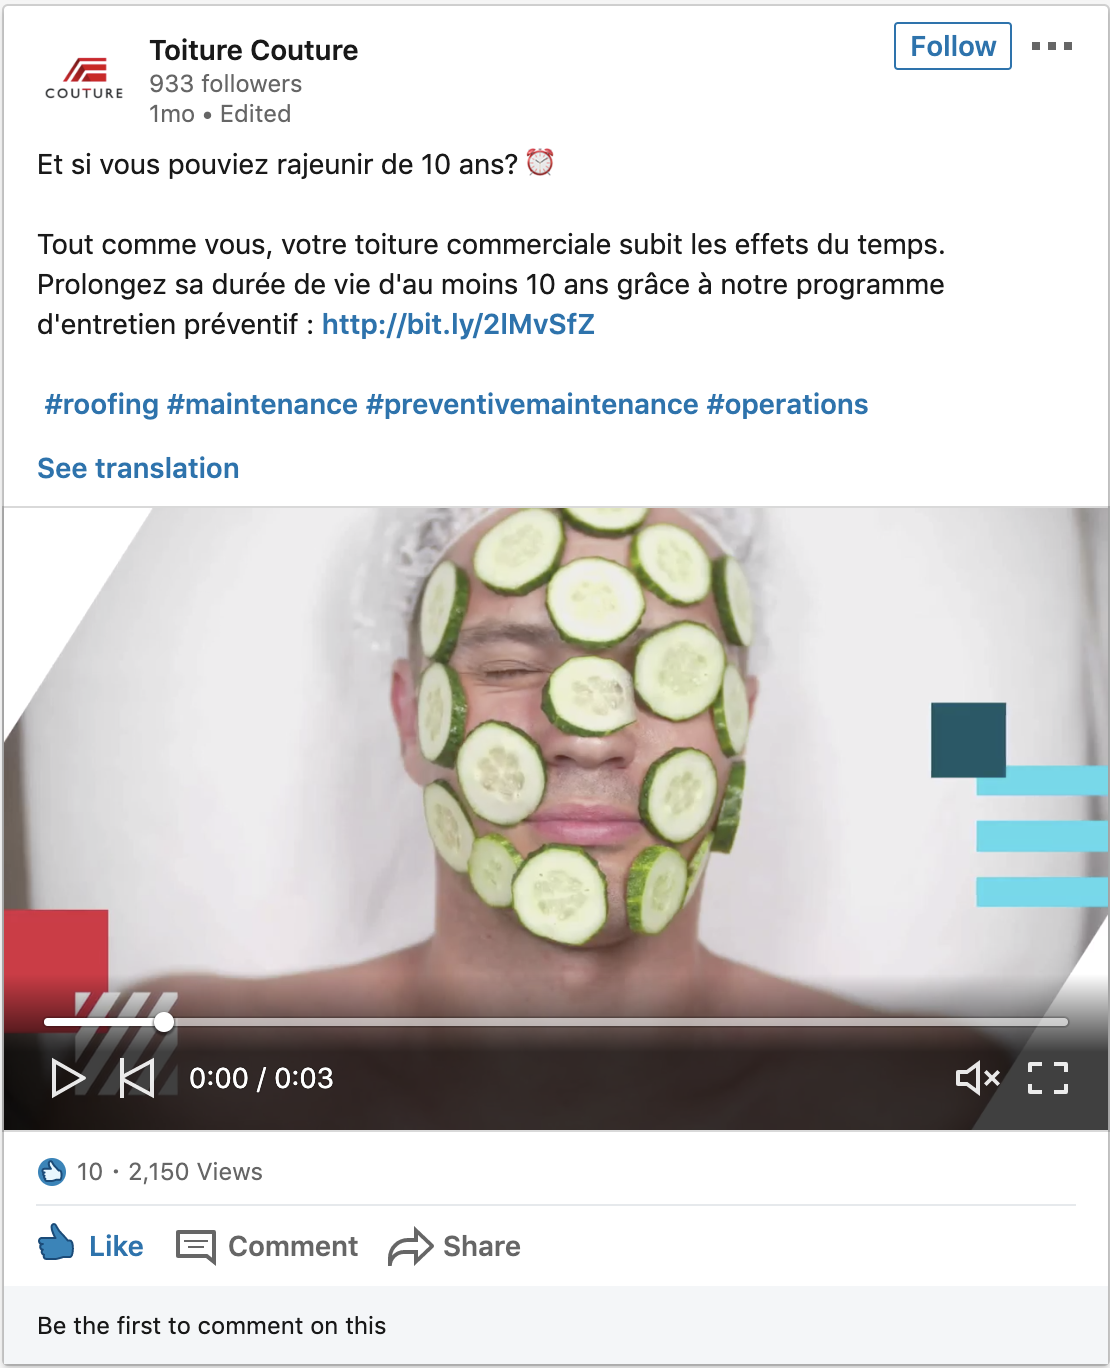 Toiture Couture
933 followers
1mo • Edited
Follow
COUTURE
Et si vous pouviez rajeunir de 10 ans? ⏰
Tout comme vous, votre toiture commerciale subit les effets du temps.
Prolongez sa durée de vie d'au moins 10 ans grâce à notre programme
d'entretien préventif : http://bit.ly/2lMvSfZ
#roofing #maintenance #preventivemaintenance #operations
See translation
0:00 / 0:03
10 · 2,150 Views
Like Comment Share
Be the first to comment on this